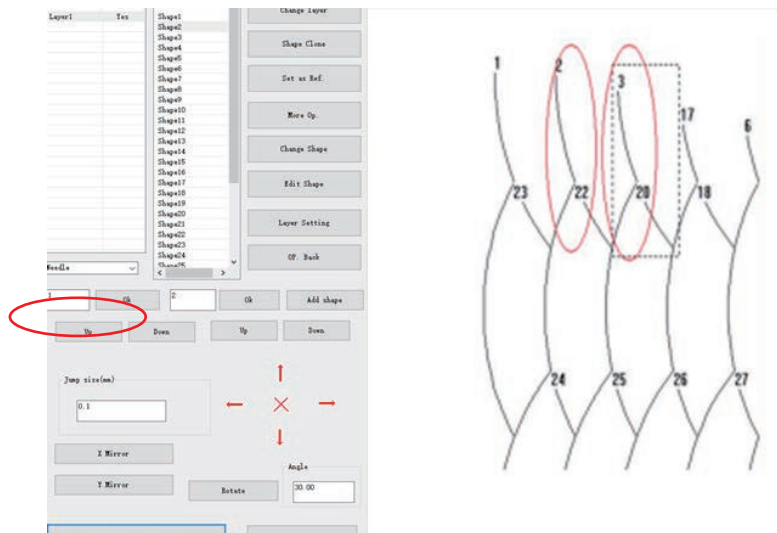 Layer1 Yes
Shape1
Shape2
Shape3
Shape4
Shape5
Shape6
Shape7
Shape8
Shape9
Shape10
Shape11
Shape12
Shape13
Shape14
Shape15
Shape16
Shape17
Shape18
Shape19
Shape20
Shape21
Shape22
Shape23
Shape24
Shape25
Change layer
Shape Clone
Set as Ref.
More Op.
Change Shape
Edit Shape
Layer Setting
OP. Back
Needle
1 Ok 2 Ok Add shape
Up Down Up Down
Jump size(mm)
0.1
X Mirror
Y Mirror
Rotate
Angle
30.00
1 2 3 17 6
23 22 20 18
24 25 26 27